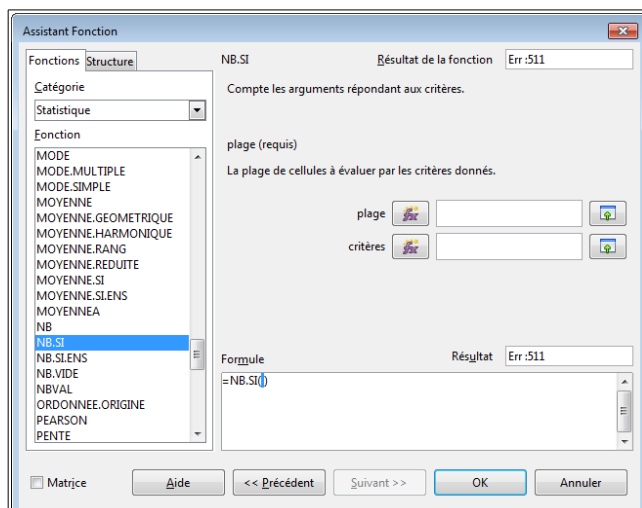 Assistant Fonction
Fonctions Structure
Catégorie
Statistique
Fonction
MODE
MODE.MULTIPLE
MODE.SIMPLE
MOYENNE
MOYENNE.GEOMETRIQUE
MOYENNE.HARMONIQUE
MOYENNE.RANG
MOYENNE.REDUITE
MOYENNE.SI
MOYENNE.SI.ENS
MOYENNEA
NB
NB.SI
NB.SI.ENS
NB.VIDE
NBVAL
ORDONNEE.ORIGINE
PEARSON
PENTE
NB.SI Résultat de la fonction Err :511
Compte les arguments répondant aux critères.
plage (requis)
La plage de cellules à évaluer par les critères donnés.
plage fx
critères fx
Formule Résultat Err :511
=NB.SI()
Matrice Aide << Précédent Suivant >> OK Annuler